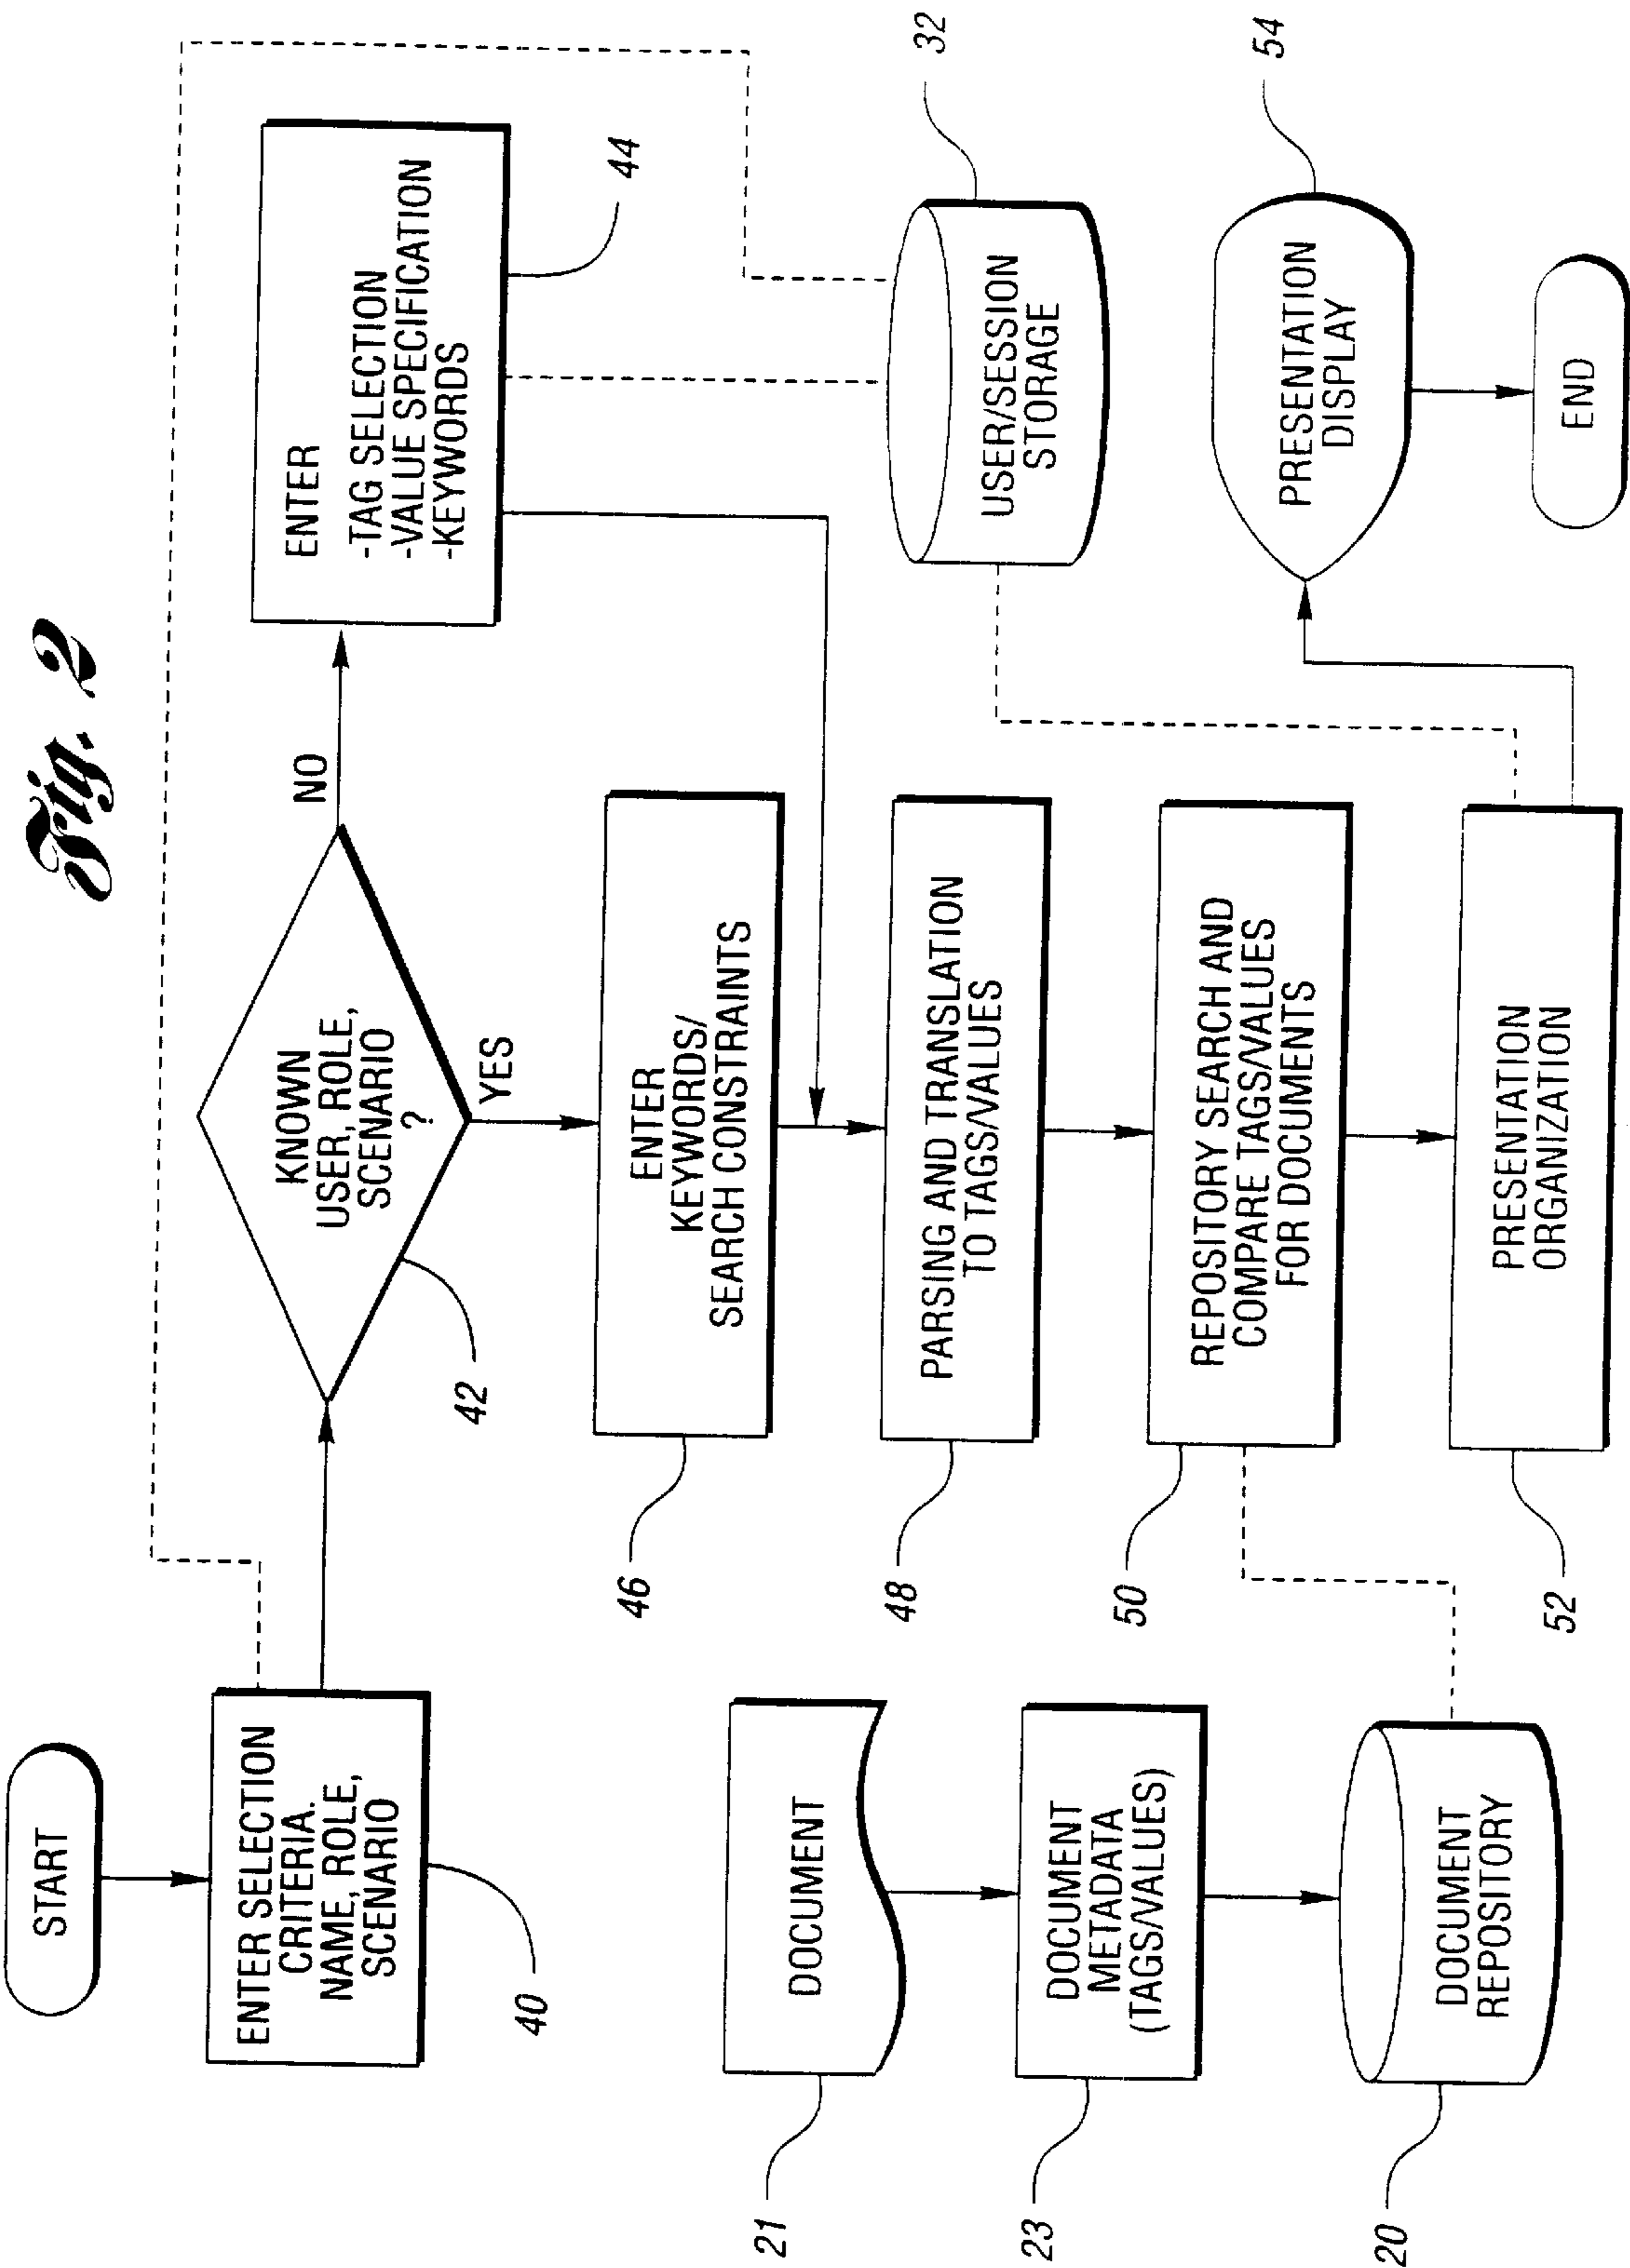 Fig. 2
START
ENTER SELECTION
CRITERIA.
NAME, ROLE,
SCENARIO
40
KNOWN
USER, ROLE,
SCENARIO
?
42
NO
YES
ENTER
-TAG SELECTION
-VALUE SPECIFICATION
-KEYWORDS
44
ENTER
KEYWORDS/
SEARCH CONSTRAINTS
46
DOCUMENT
21
PARSING AND TRANSLATION
TO TAGS/VALUES
48
USER/SESSION
STORAGE
32
DOCUMENT
METADATA
(TAGS/VALUES)
23
REPOSITORY SEARCH AND
COMPARE TAGS/VALUES
FOR DOCUMENTS
50
PRESENTATION
DISPLAY
54
DOCUMENT
REPOSITORY
20
PRESENTATION
ORGANIZATION
52
END